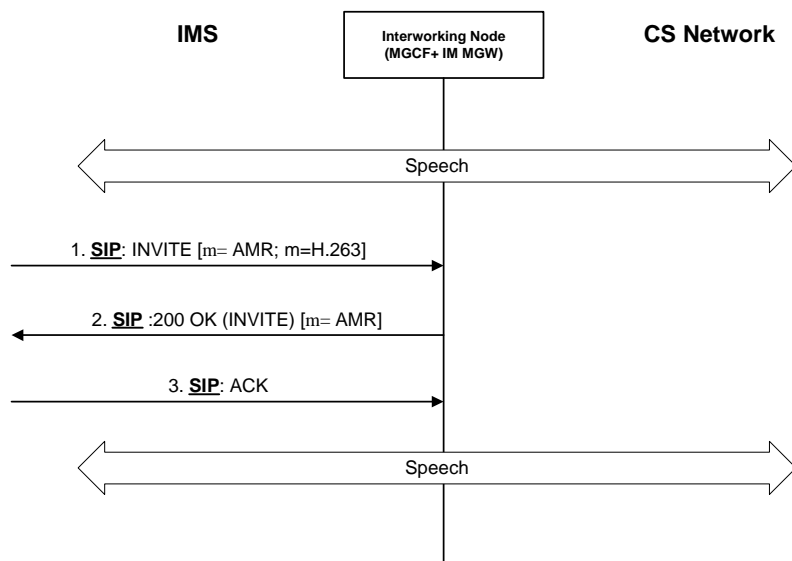 IMS
Interworking Node
(MGCF+ IM MGW)
CS Network
Speech
1. SIP: INVITE [m= AMR; m=H.263]
2. SIP :200 OK (INVITE) [m= AMR]
3. SIP: ACK
Speech